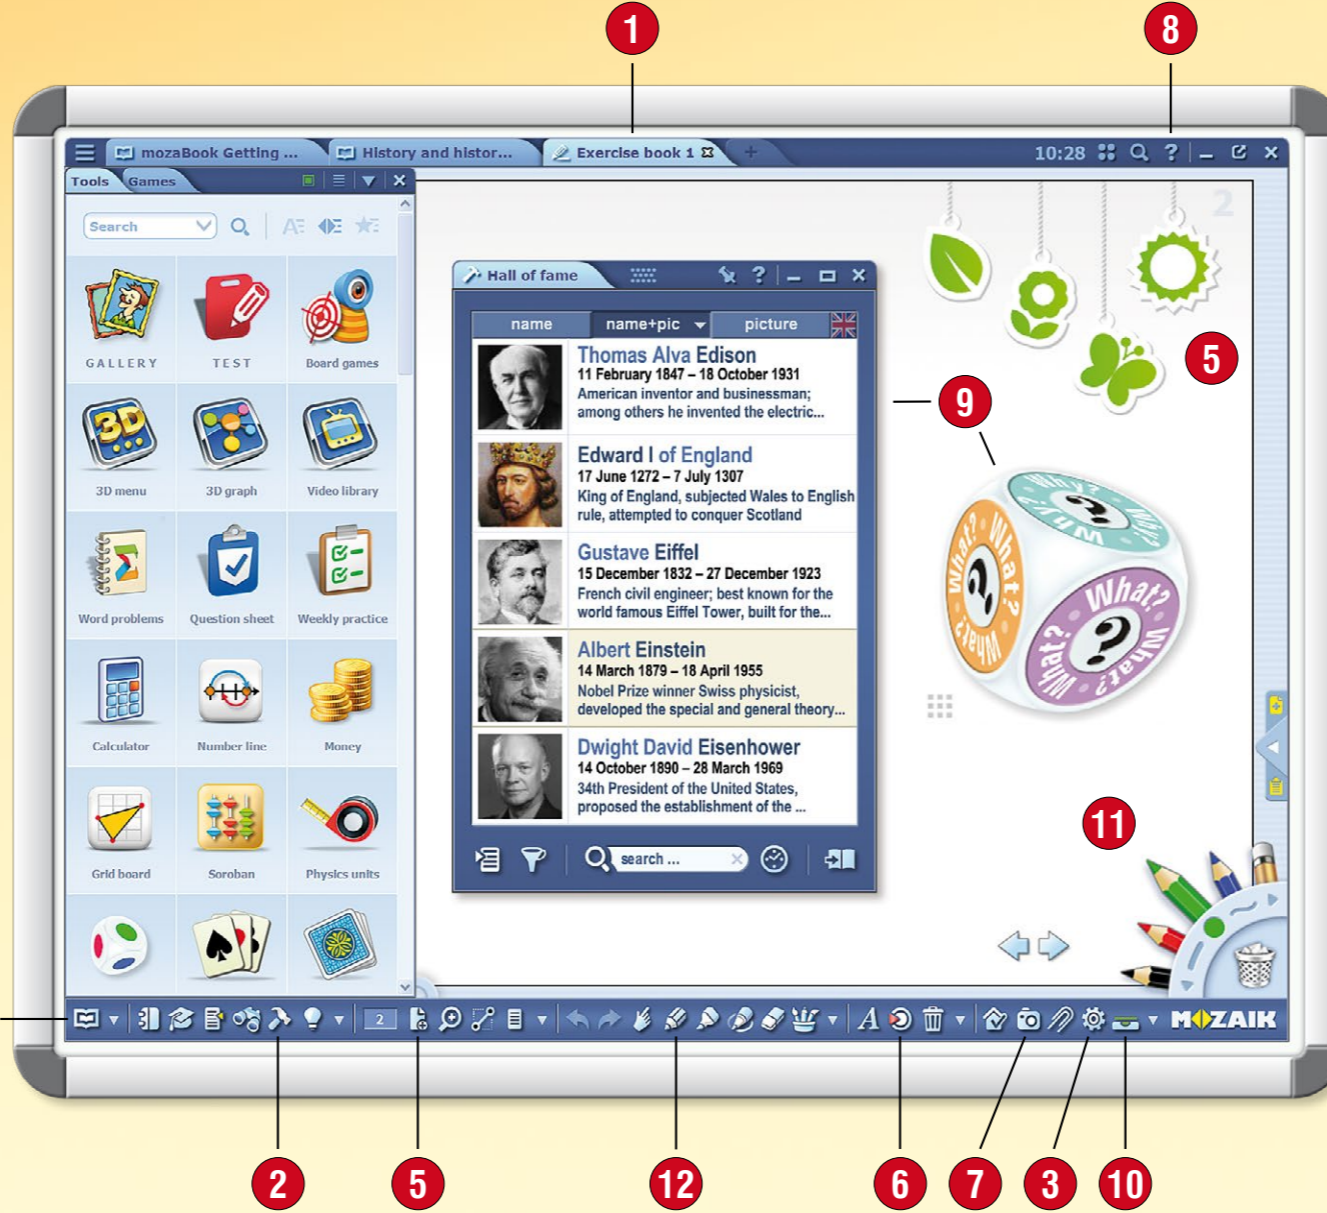 1
8
mozaBook Getting ...
History and histor...
Exercise book 1
+
10:28
?
Tools
Games
2
Search
A
Hall of fame
?
GALLERY
TEST
Board games
name
name+pic
picture
Thomas Alva Edison
11 February 1847 – 18 October 1931
American inventor and businessman;
among others he invented the electric...
5
9
3D
3D menu
3D graph
Video library
Edward I of England
17 June 1272 – 7 July 1307
King of England, subjected Wales to English
rule, attempted to conquer Scotland
Why? Why? Why?
?
What? What? What?
?
What? What? What?
?
Σ
Word problems
Question sheet
Weekly practice
Gustave Eiffel
15 December 1832 – 27 December 1923
French civil engineer; best known for the
world famous Eiffel Tower, built for the...
Calculator
Number line
Money
Albert Einstein
14 March 1879 – 18 April 1955
Nobel Prize winner Swiss physicist,
developed the special and general theory...
Dwight David Eisenhower
14 October 1890 – 28 March 1969
34th President of the United States,
proposed the establishment of the ...
11
Grid board
Soroban
Physics units
search ...
2
A
MOZAIK
2
5
12
6
7
3
10